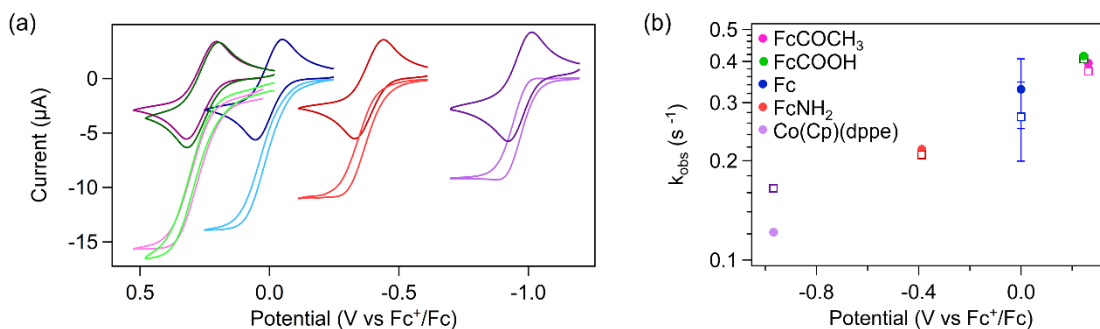 (a)
Current (µA)
0
-5
-10
-15
0.5
0.0
-0.5
-1.0
Potential (V vs Fc⁺/Fc)
(b)
k_obs (s⁻¹)
0.5
0.4
0.3
0.2
0.1
FcCOCH₃
FcCOOH
Fc
FcNH₂
Co(Cp)(dppe)
-0.8
-0.4
0.0
Potential (V vs Fc⁺/Fc)